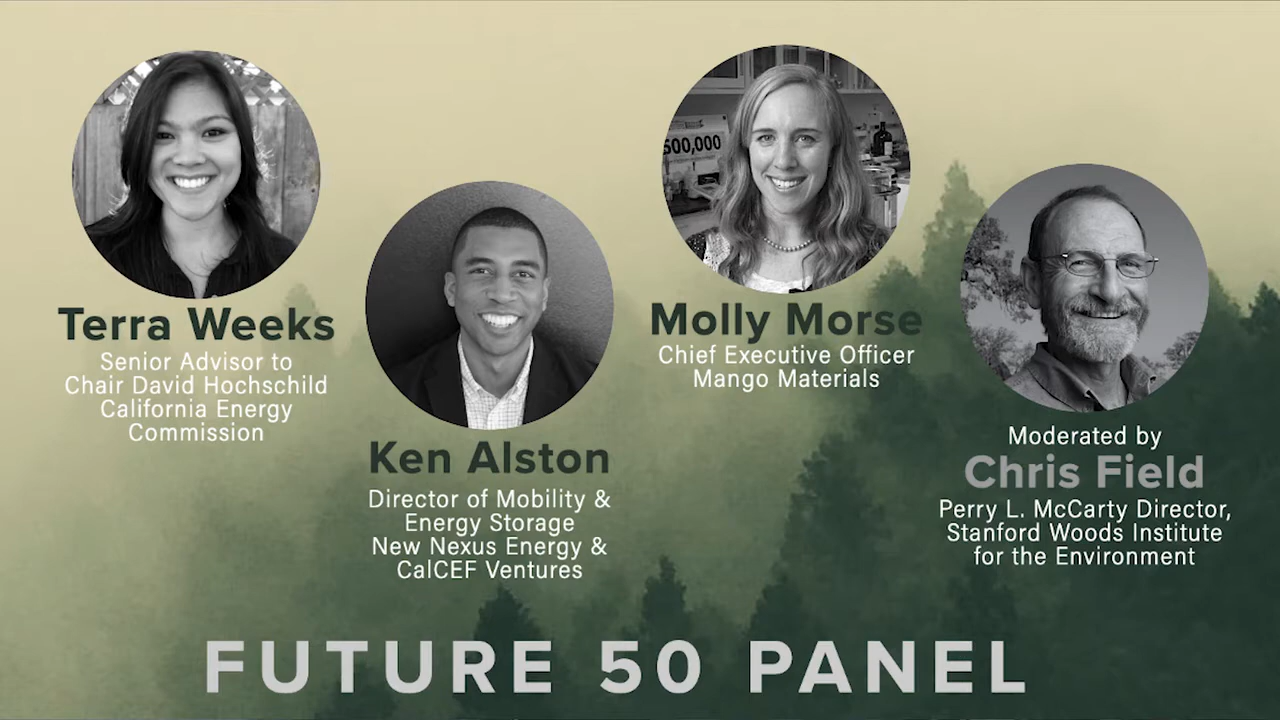 500,000
Terra Weeks
Senior Advisor to
Chair David Hochschild
California Energy
Commission
Ken Alston
Director of Mobility &
Energy Storage
New Nexus Energy &
CalCEF Ventures
Molly Morse
Chief Executive Officer
Mango Materials
Moderated by
Chris Field
Perry L. McCarty Director,
Stanford Woods Institute
for the Environment
FUTURE 50 PANEL